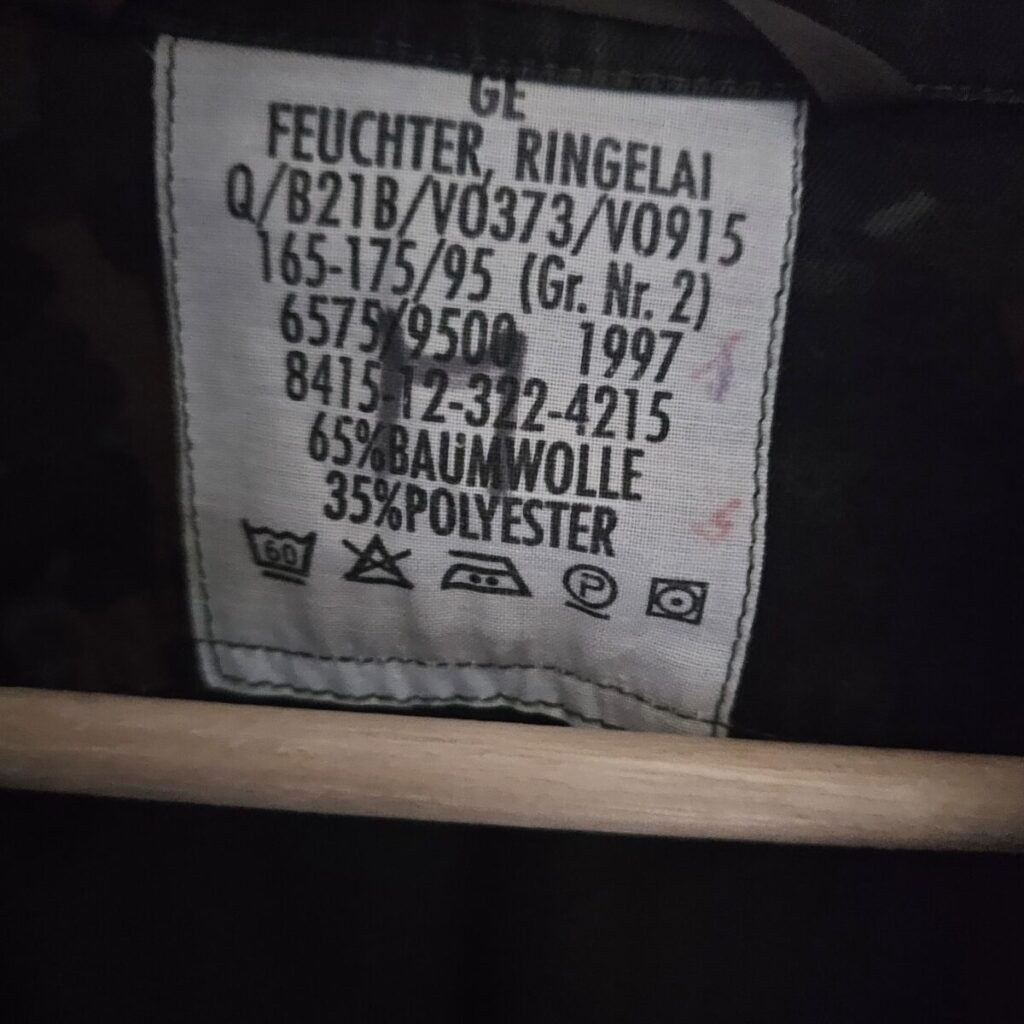 GE
FEUCHTER, RINGELAI
Q/B21B/VO373/VO915
165-175/95 (Gr. Nr. 2)
6575/9500 1997
8415-12-322-4215
65%BAUMWOLLE
35%POLYESTER
60 P